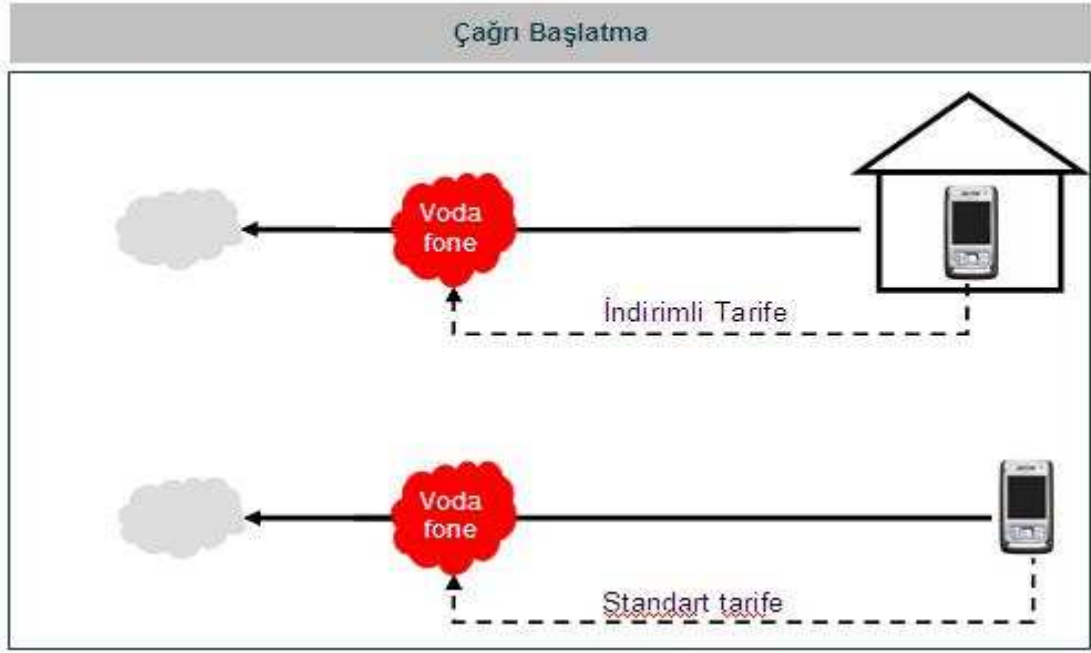 Çağrı Başlatma
Voda
fone
İndirimli Tarife
Voda
fone
Standart tarife